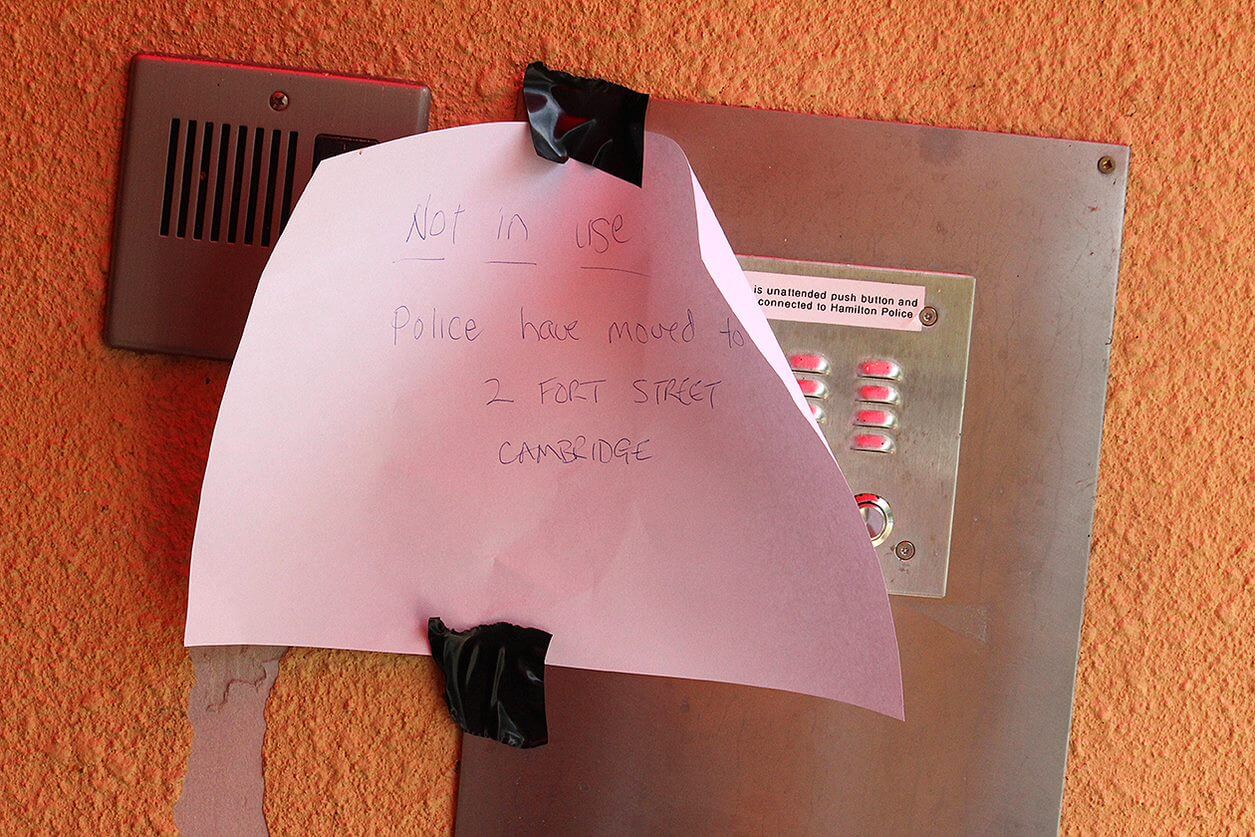 Not in use
Police have moved to
2 FORT STREET
CAMBRIDGE
is unattended push button and
connected to Hamilton Police